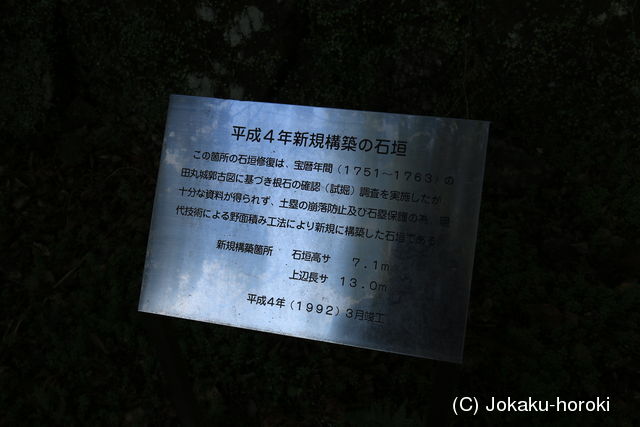 平成4年新規構築の石垣
この箇所の石垣修復は、宝暦年間（1751～1763）の
田丸城郭古図に基づき根石の確認（試掘）調査を実施したが
十分な資料が得られず、土塁の崩落防止及び石塁保護の為、現
代技術による野面積み工法により新規に構築した石垣である
新規構築箇所 石垣高サ 7.1m
上辺長サ 13.0m
平成4年（1992）3月竣工
(C) Jokaku-horoki